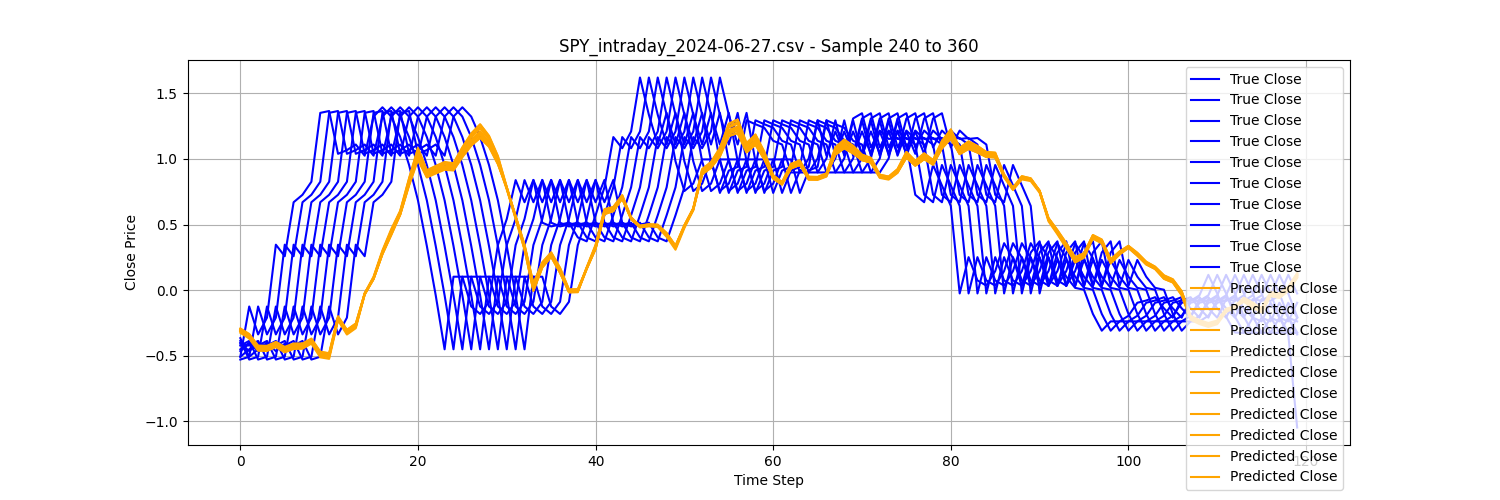 SPY_intraday_2024-06-27.csv - Sample 240 to 360
Close Price
1.5
1.0
0.5
0.0
−0.5
−1.0
0
20
40
60
80
100
120
Time Step
True Close
True Close
True Close
True Close
True Close
True Close
True Close
True Close
True Close
True Close
Predicted Close
Predicted Close
Predicted Close
Predicted Close
Predicted Close
Predicted Close
Predicted Close
Predicted Close
Predicted Close
Predicted Close